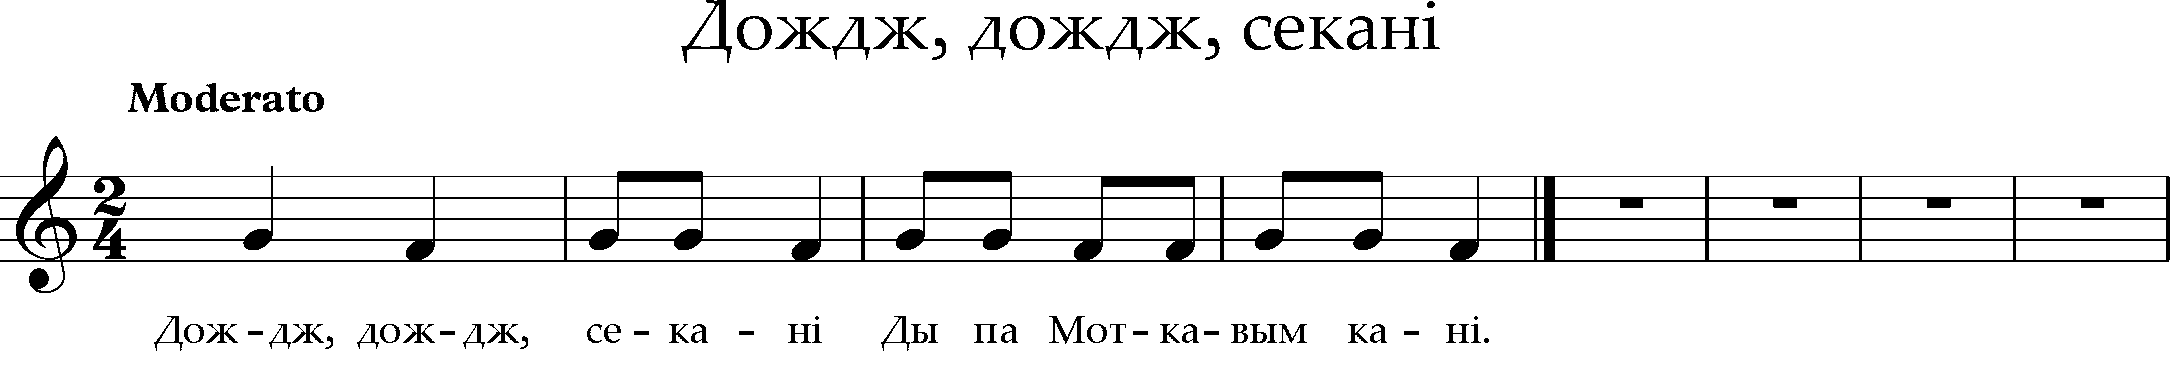 Дождж, дождж, секані
Moderato
2
4
Дож-дж, дож-дж, се-ка-ні Ды па Мот-ка-вым ка-ні.